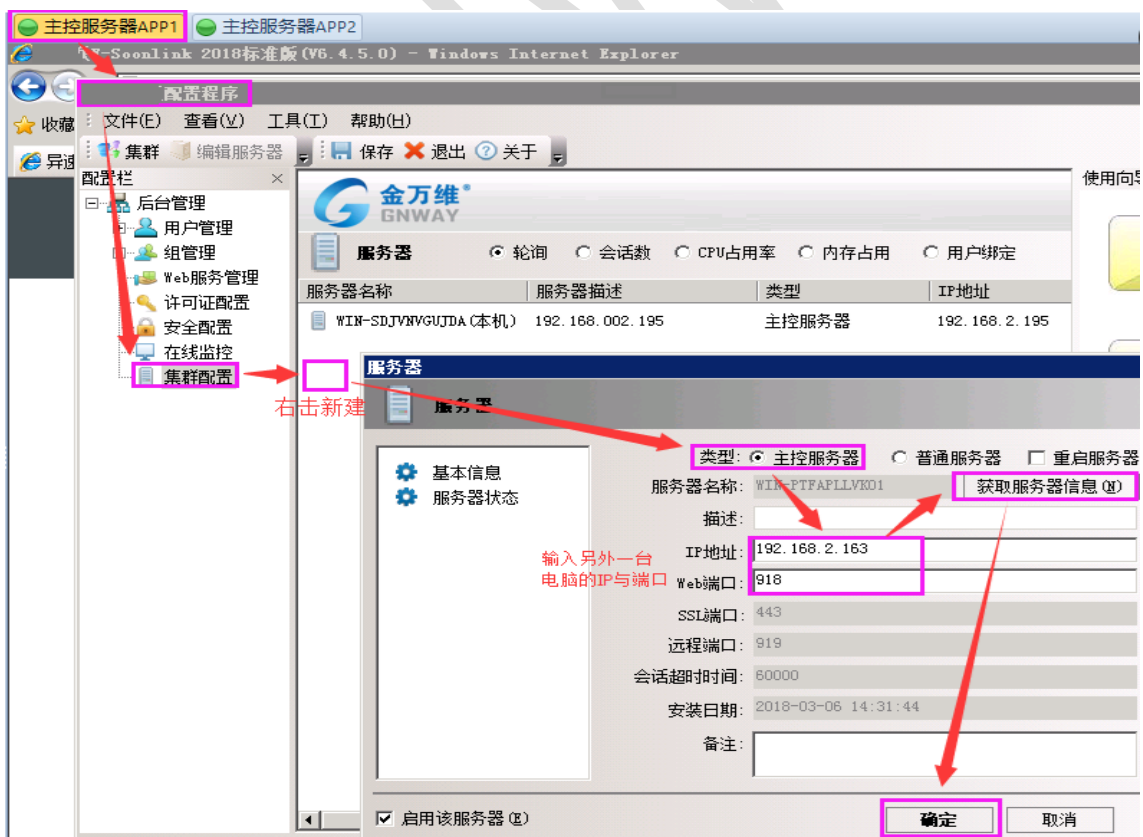 主控服务器APP1 主控服务器APP2
-Soonlink 2018标准版(V6.4.5.0) - Windows Internet Explorer
配置程序
收藏 文件(E) 查看(V) 工具(I) 帮助(H)
异速 集群 编辑服务器 保存 退出 关于
配置栏 × 使用向导
后台管理 金万维®
GNWAY
用户管理
组管理 服务器 轮询 会话数 CPU占用率 内存占用 用户绑定
Web服务管理
许可证配置 服务器名称 服务器描述 类型 IP地址
安全配置 WIN-SDJVNVGUJDA(本机) 192.168.002.195 主控服务器 192.168.2.195
在线监控
集群配置 服务器
右击新建 服务器
类型: 主控服务器 普通服务器 重启服务器
基本信息 服务器名称: WIN-PTFAPLLVKO1 获取服务器信息(N)
服务器状态 描述:
输入另外一台 IP地址: 192.168.2.163
电脑的IP与端口 Web端口: 918
SSL端口: 443
远程端口: 919
会话超时时间: 60000
安装日期: 2018-03-06 14:31:44
备注:
启用该服务器(E) 确定 取消